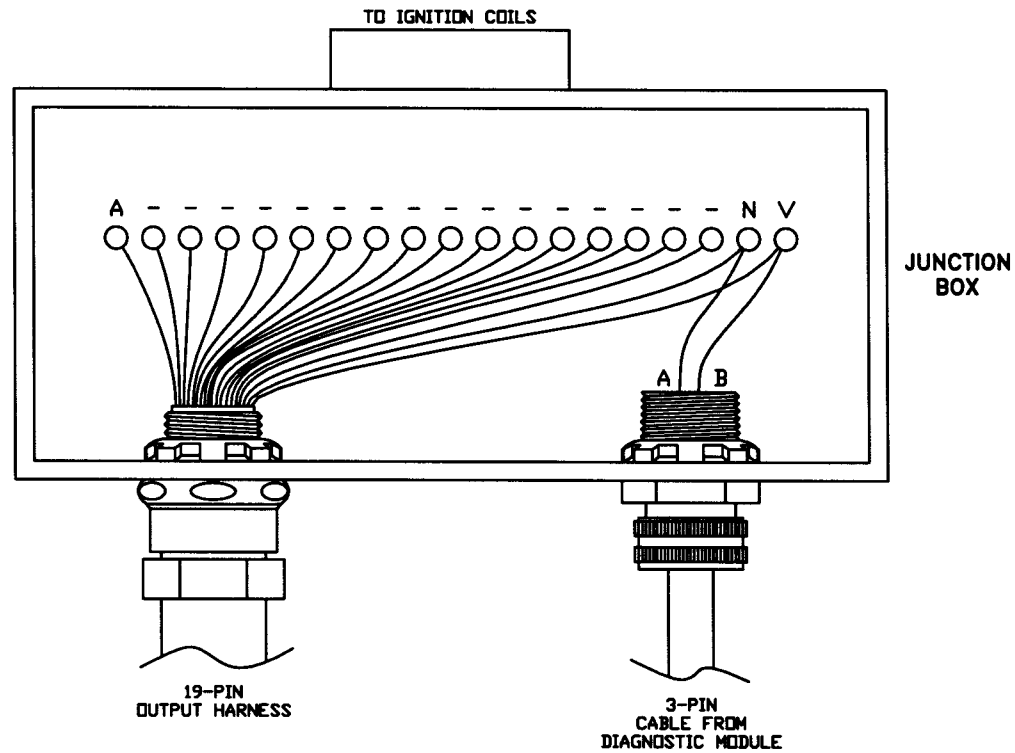 TO IGNITION COILS
A - - - - - - - - - - - - - - - - N V
JUNCTION
BOX
A B
19-PIN
OUTPUT HARNESS
3-PIN
CABLE FROM
DIAGNOSTIC MODULE